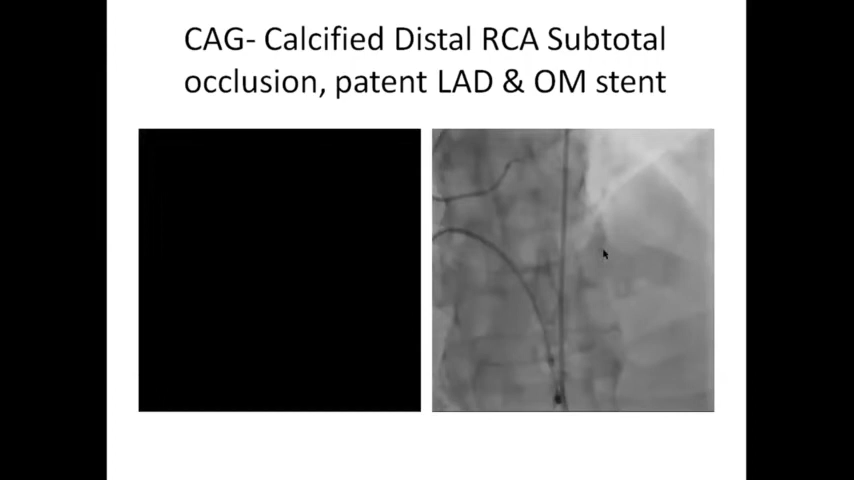 CAG- Calcified Distal RCA Subtotal
occlusion, patent LAD & OM stent